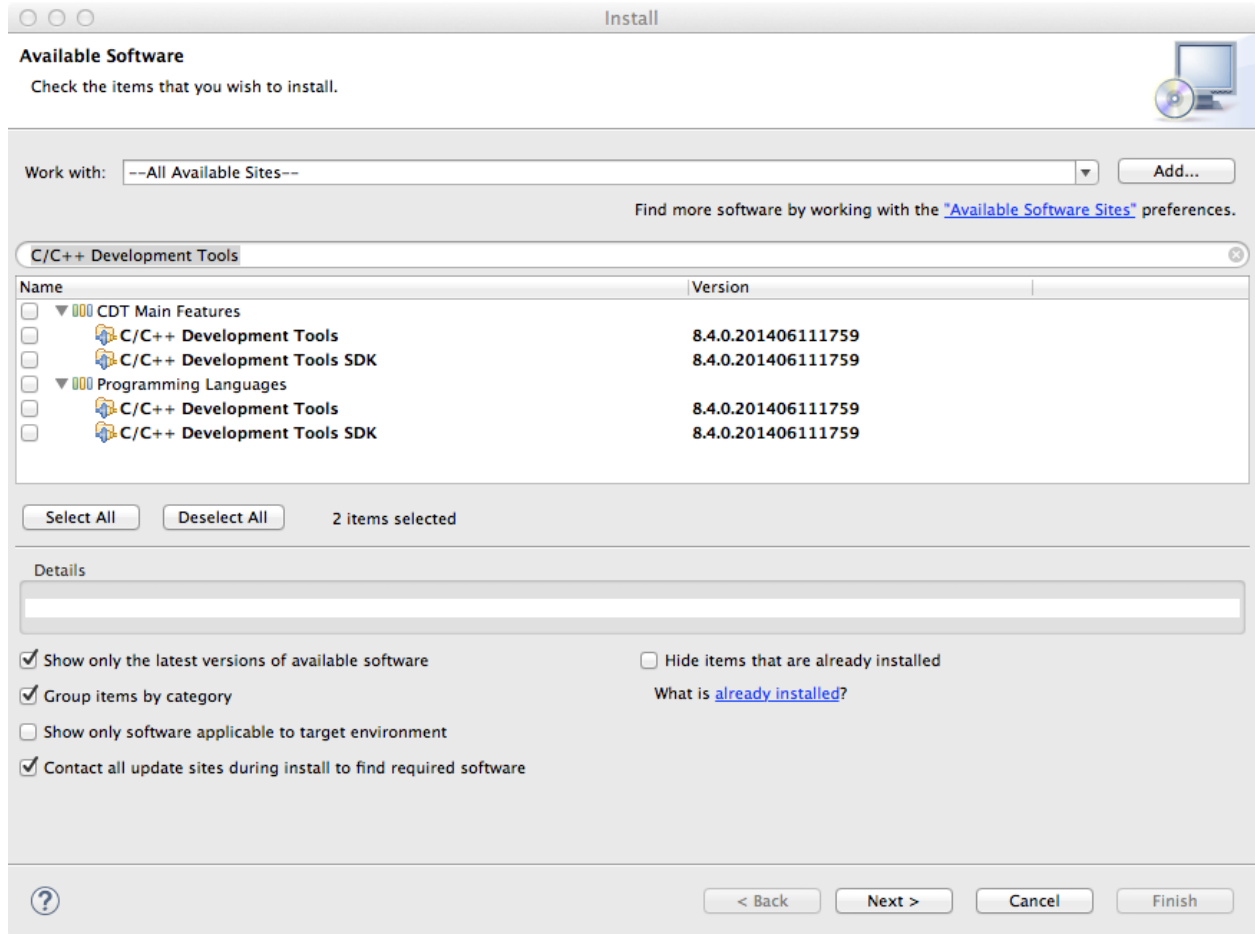 Install
Available Software
Check the items that you wish to install.
Work with: --All Available Sites-- Add...
Find more software by working with the "Available Software Sites" preferences.
C/C++ Development Tools
Name Version
CDT Main Features
C/C++ Development Tools 8.4.0.201406111759
C/C++ Development Tools SDK 8.4.0.201406111759
Programming Languages
C/C++ Development Tools 8.4.0.201406111759
C/C++ Development Tools SDK 8.4.0.201406111759
Select All Deselect All 2 items selected
Details
Show only the latest versions of available software Hide items that are already installed
Group items by category What is already installed?
Show only software applicable to target environment
Contact all update sites during install to find required software
? < Back Next > Cancel Finish